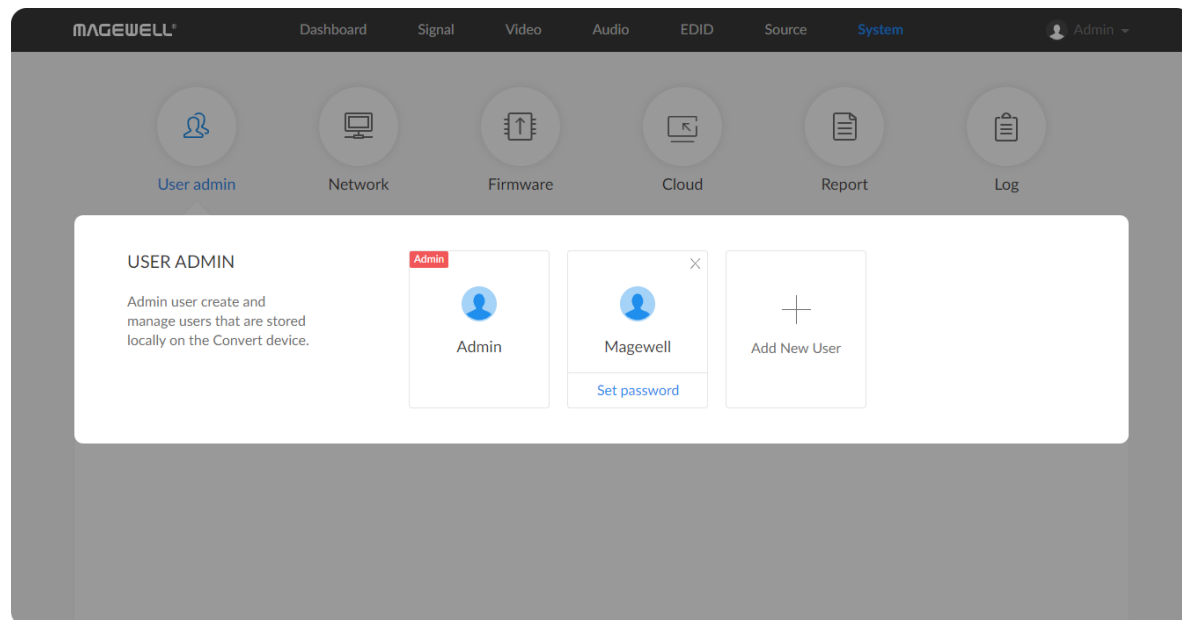 MAGEWELL®
Dashboard Signal Video Audio EDID Source System Admin
User admin Network Firmware Cloud Report Log
USER ADMIN
Admin user create and
manage users that are stored
locally on the Convert device.
Admin
Admin
Magewell
Set password
Add New User